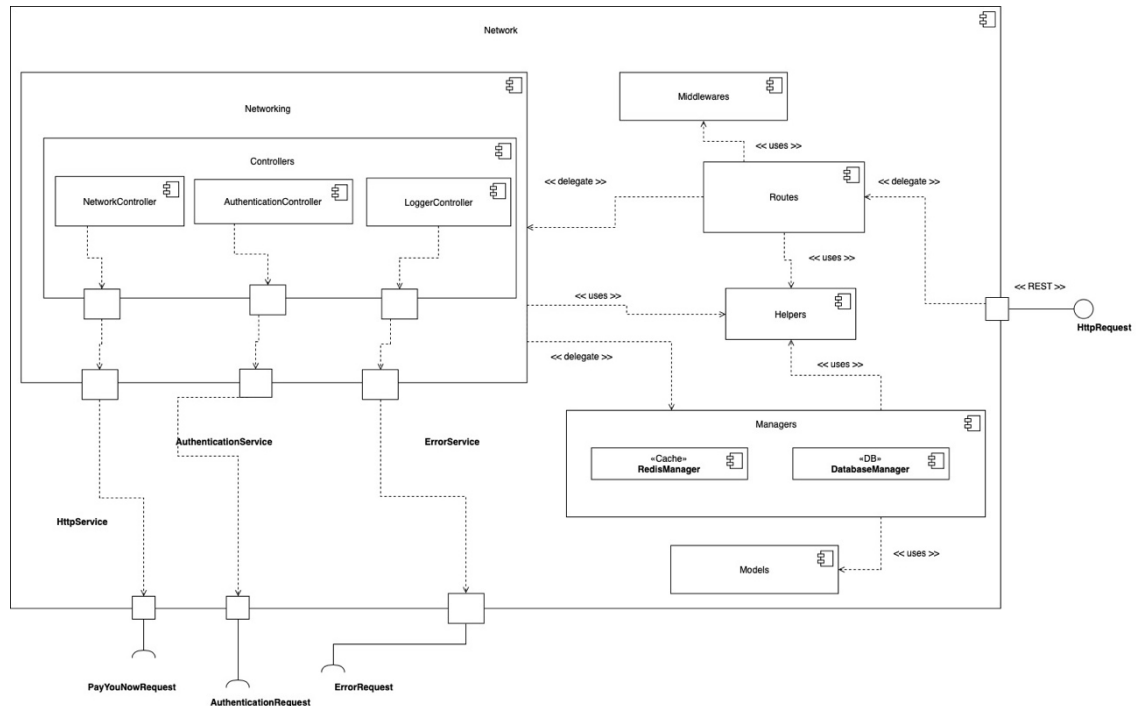 Network
Networking
Middlewares
Controllers
<< uses >>
NetworkController
AuthenticationController
LoggerController
<< delegate >>
Routes
<< delegate >>
<< uses >>
<< REST >>
<< uses >>
Helpers
HttpRequest
<< delegate >>
<< uses >>
AuthenticationService
ErrorService
Managers
«Cache»
RedisManager
«DB»
DatabaseManager
HttpService
<< uses >>
Models
PayYouNowRequest
ErrorRequest
AuthenticationRequest